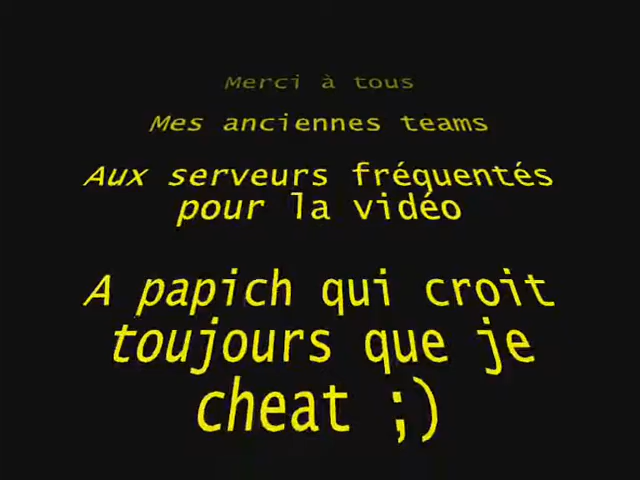 Merci à tous
Mes anciennes teams
Aux serveurs fréquentés
pour la vidéo
A papich qui croit
toujours que je
cheat ;)